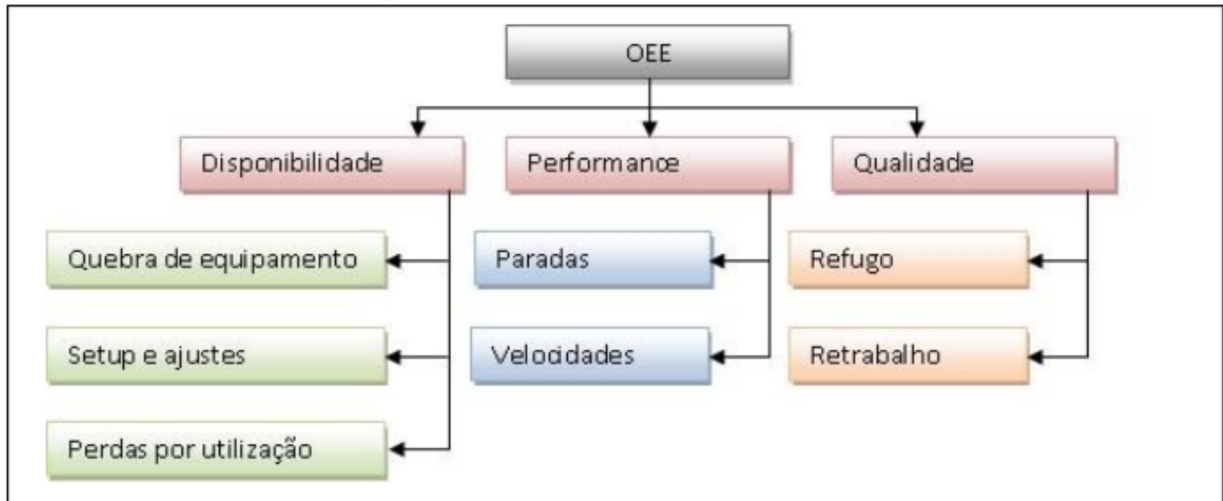 OEE
Disponibilidade
Performance
Qualidade
Quebra de equipamento
Paradas
Refugo
Setup e ajustes
Velocidades
Retrabalho
Perdas por utilização